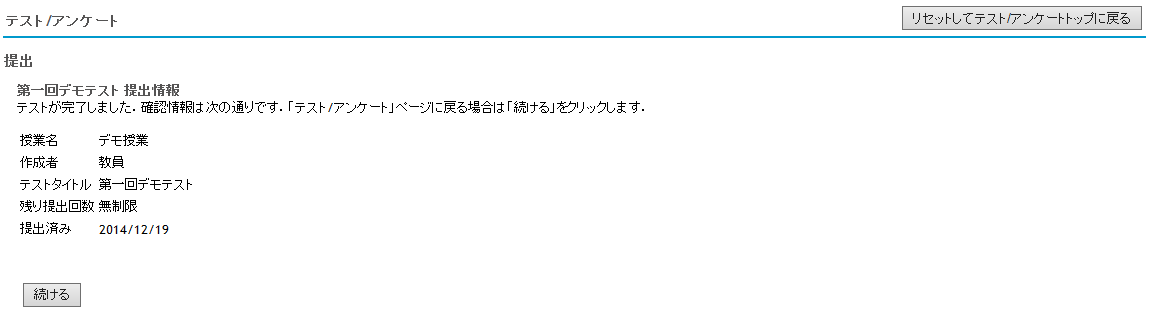 テスト/アンケート
リセットしてテスト/アンケートトップに戻る
提出
第一回デモテスト 提出情報
テストが完了しました．確認情報は次の通りです．「テスト/アンケート」ページに戻る場合は「続ける」をクリックします．
授業名 デモ授業
作成者 教員
テストタイトル 第一回デモテスト
残り提出回数 無制限
提出済み 2014/12/19
続ける